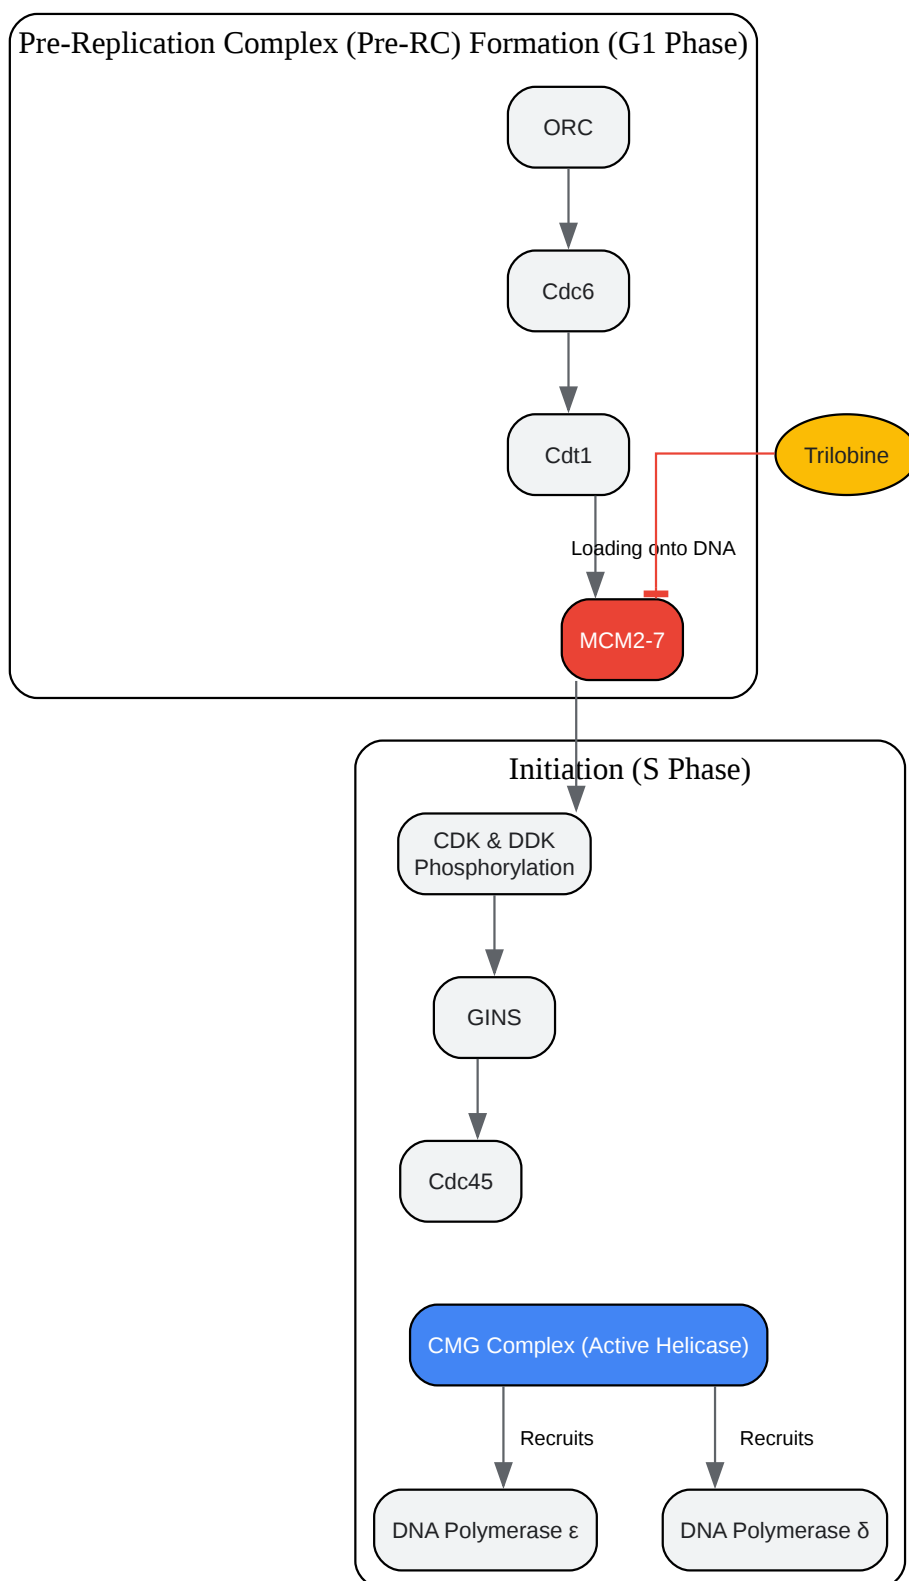 Pre-Replication Complex (Pre-RC) Formation (G1 Phase)
ORC
Cdc6
Cdt1
Trilobine
Loading onto DNA
MCM2-7
Initiation (S Phase)
CDK & DDK
Phosphorylation
GINS
Cdc45
CMG Complex (Active Helicase)
Recruits
Recruits
DNA Polymerase ε
DNA Polymerase δ